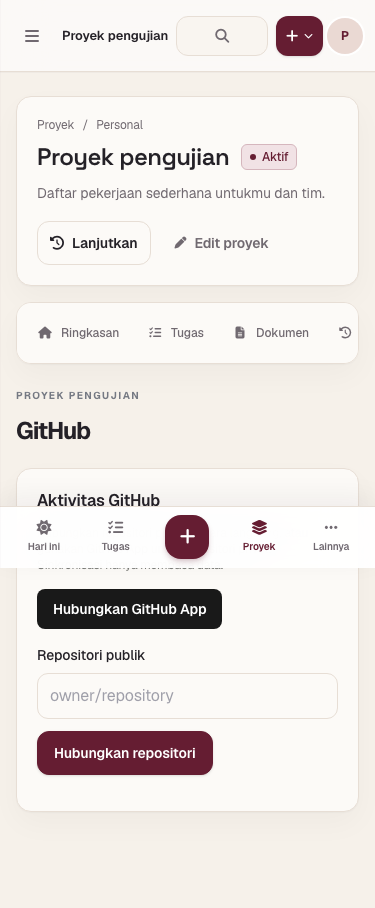 Proyek pengujian
P
Proyek / Personal
Proyek pengujian
Aktif
Daftar pekerjaan sederhana untukmu dan tim.
Lanjutkan
Edit proyek
Ringkasan
Tugas
Dokumen
PROYEK PENGUJIAN
GitHub
Aktivitas GitHub
Hari ini
Tugas
Proyek
Lainnya
Hubungkan GitHub App
Repositori publik
owner/repository
Hubungkan repositori